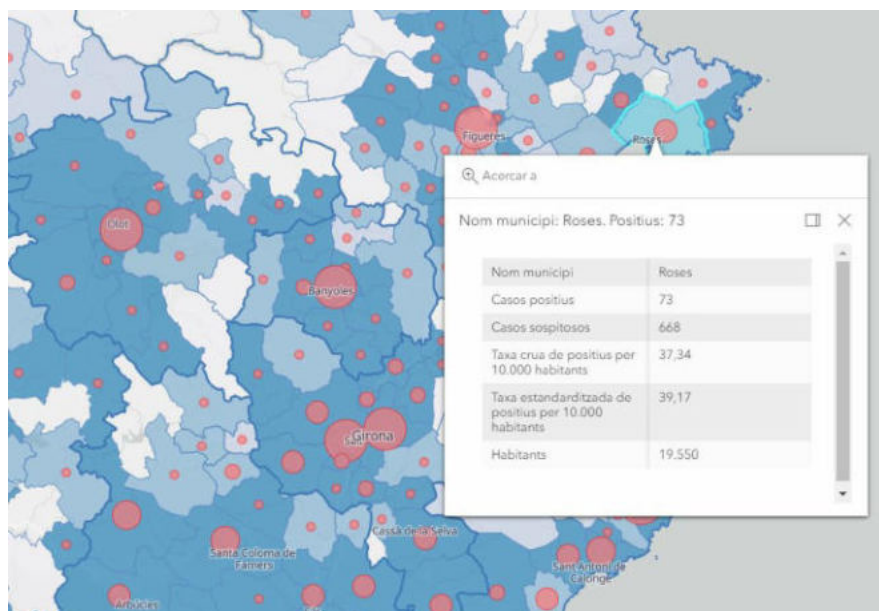 Figueres
Roses
Acercar a
Nom municipi: Roses. Positius: 73
Nom municipi Roses
Casos positius 73
Casos sospitosos 668
Taxa crua de positius per 37,34
10.000 habitants
Taxa estandarditzada de 39,17
positius per 10.000
habitants
Habitants 19.550
Olot
Banyoles
Girona
Cassà de la Selva
Santa Coloma de
Farners
Sant Antoni de
Calonge
Arbúcies